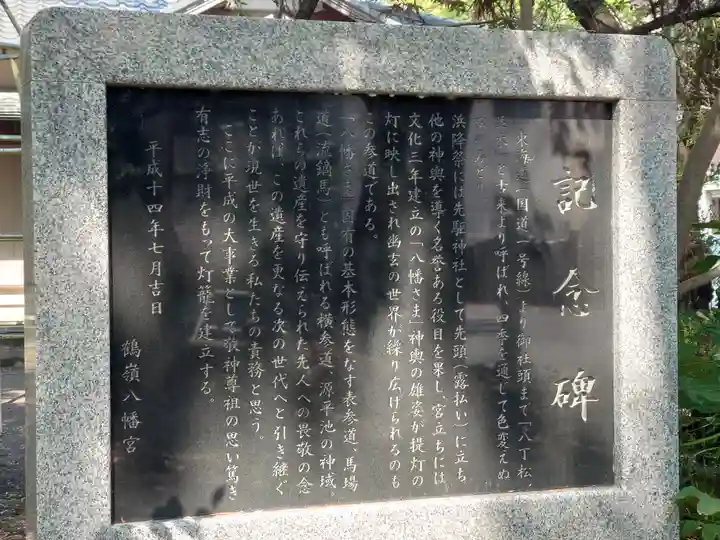 記念碑
東海道(国道一号線)より御社頭まで「八丁松
と古来より呼ばれ、四季を通して色変えぬ
浜降祭には先駆神社として先頭(露払い)に立ち
他の神輿を導く名誉ある役目を果し、宮立ちには、
文化三年建立の「八幡さま」神輿の雄姿が提灯の
灯に映し出され幽玄の世界が繰り広げられるのも
この参道である。
「八幡さま」固有の基本形態をなす表参道、馬場
道(流鏑馬)とも呼ばれる横参道、源平池の神域。
これらの遺産を守り伝えられた先人への畏敬の念
あれば、この遺産を更なる次の世代へと引き継ぐ
ことが現世を生きる私たちの責務と思う。
ここに平成の大事業として敬神尊祖の思い篤き
有志の浄財をもって灯籠を建立する。
平成十四年七月吉日
鶴嶺八幡宮